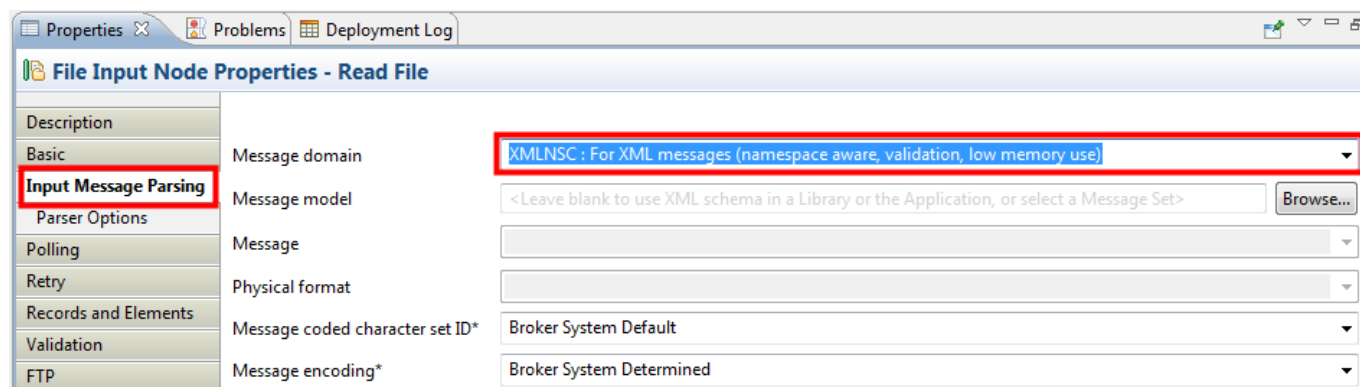 Properties Problems Deployment Log
File Input Node Properties - Read File
Description
Basic
Message domain XMLNSC : For XML messages (namespace aware, validation, low memory use)
Input Message Parsing
Message model <Leave blank to use XML schema in a Library or the Application, or select a Message Set> Browse...
Parser Options
Polling
Message
Retry
Physical format
Records and Elements
Message coded character set ID* Broker System Default
Validation
FTP
Message encoding* Broker System Determined